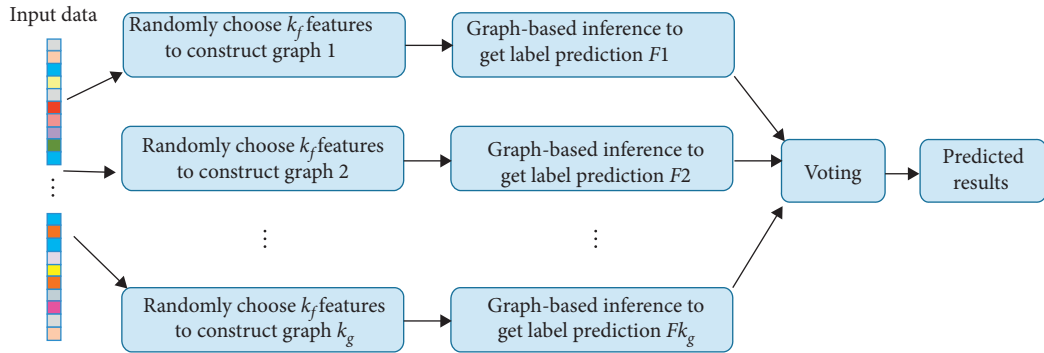 Input data
Randomly choose k_f features
to construct graph 1
Graph-based inference to
get label prediction F1
Randomly choose k_f features
to construct graph 2
Graph-based inference to
get label prediction F2
Voting
Predicted
results
Randomly choose k_f features
to construct graph k_g
Graph-based inference to
get label prediction Fk_g